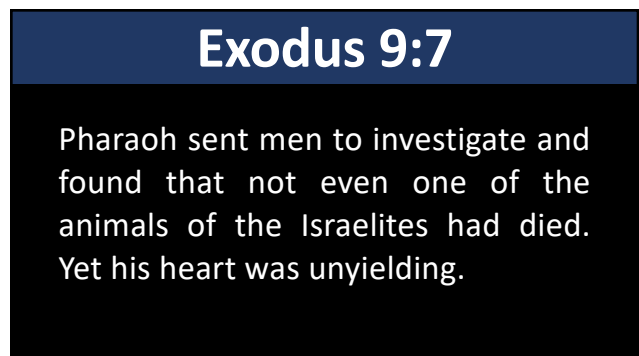 Exodus 9:7
Pharaoh sent men to investigate and
found that not even one of the
animals of the Israelites had died.
Yet his heart was unyielding.